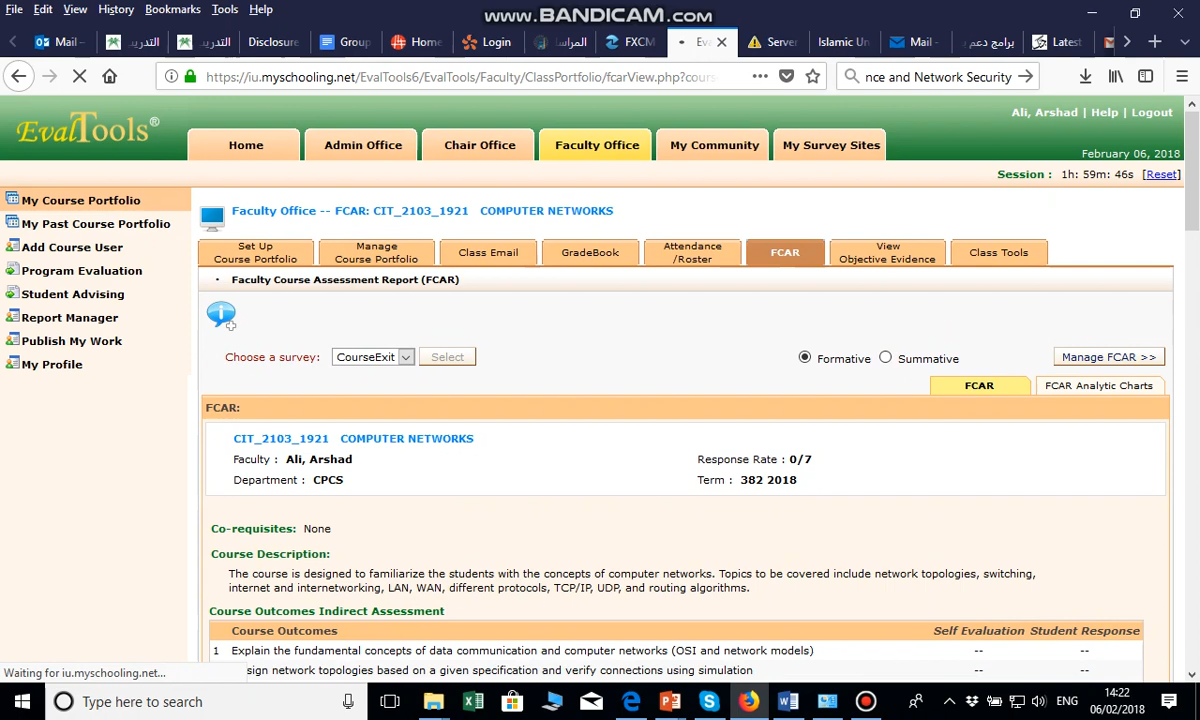 File Edit View History Bookmarks Tools Help
www.BANDICAM.com
Mail - التدريـ التدريـ Disclosure Group Home Login المراسا FXCM Ev Server Islamic Un Mail - برامج دعم Latest
https://iu.myschooling.net/EvalTools6/EvalTools/Faculty/ClassPortfolio/fcarView.php?cours
nce and Network Security
EvalTools®
Ali, Arshad | Help | Logout
Home Admin Office Chair Office Faculty Office My Community My Survey Sites
February 06, 2018
Session : 1h: 59m: 46s [Reset]
My Course Portfolio
My Past Course Portfolio
Add Course User
Program Evaluation
Student Advising
Report Manager
Publish My Work
My Profile
Faculty Office -- FCAR: CIT_2103_1921 COMPUTER NETWORKS
Set Up Course Portfolio
Manage Course Portfolio
Class Email
GradeBook
Attendance /Roster
FCAR
View Objective Evidence
Class Tools
Faculty Course Assessment Report (FCAR)
Choose a survey: CourseExit Select Formative Summative Manage FCAR >>
FCAR FCAR Analytic Charts
FCAR:
CIT_2103_1921 COMPUTER NETWORKS
Faculty : Ali, Arshad Response Rate : 0/7
Department : CPCS Term : 382 2018
Co-requisites: None
Course Description:
The course is designed to familiarize the students with the concepts of computer networks. Topics to be covered include network topologies, switching,
internet and internetworking, LAN, WAN, different protocols, TCP/IP, UDP, and routing algorithms.
Course Outcomes Indirect Assessment
Course Outcomes Self Evaluation Student Response
1 Explain the fundamental concepts of data communication and computer networks (OSI and network models) -- --
sign network topologies based on a given specification and verify connections using simulation -- --
Waiting for iu.myschooling.net...
Type here to search
ENG
14:22
06/02/2018